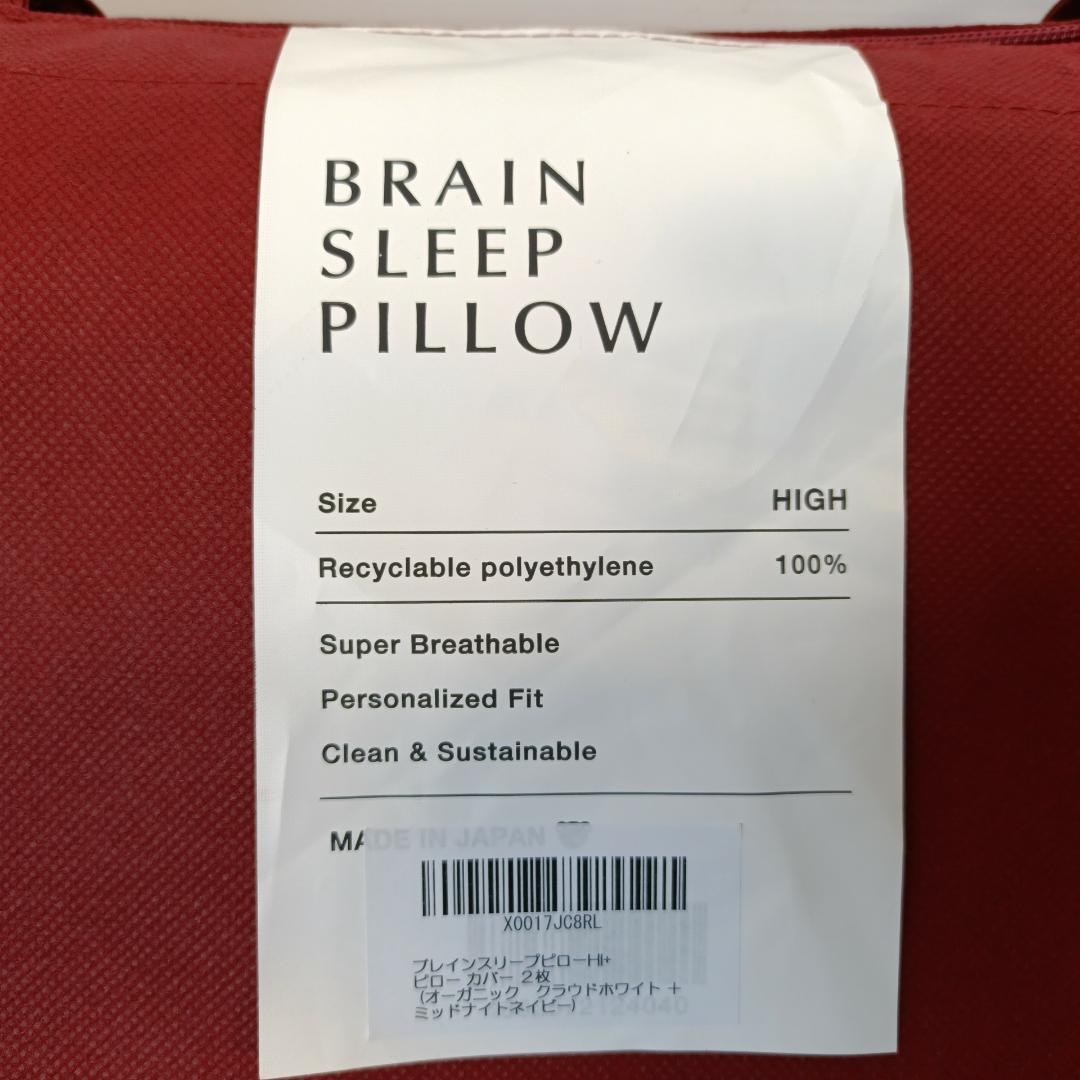 BRAIN
SLEEP
PILLOW
Size HIGH
Recyclable polyethylene 100%
Super Breathable
Personalized Fit
Clean & Sustainable
MADE IN JAPAN
X0017JC8RL
ブレインスリープピローHI+
ピロー カバー 2枚
(オーガニック クラウドホワイト +
ミッドナイトネイビー)